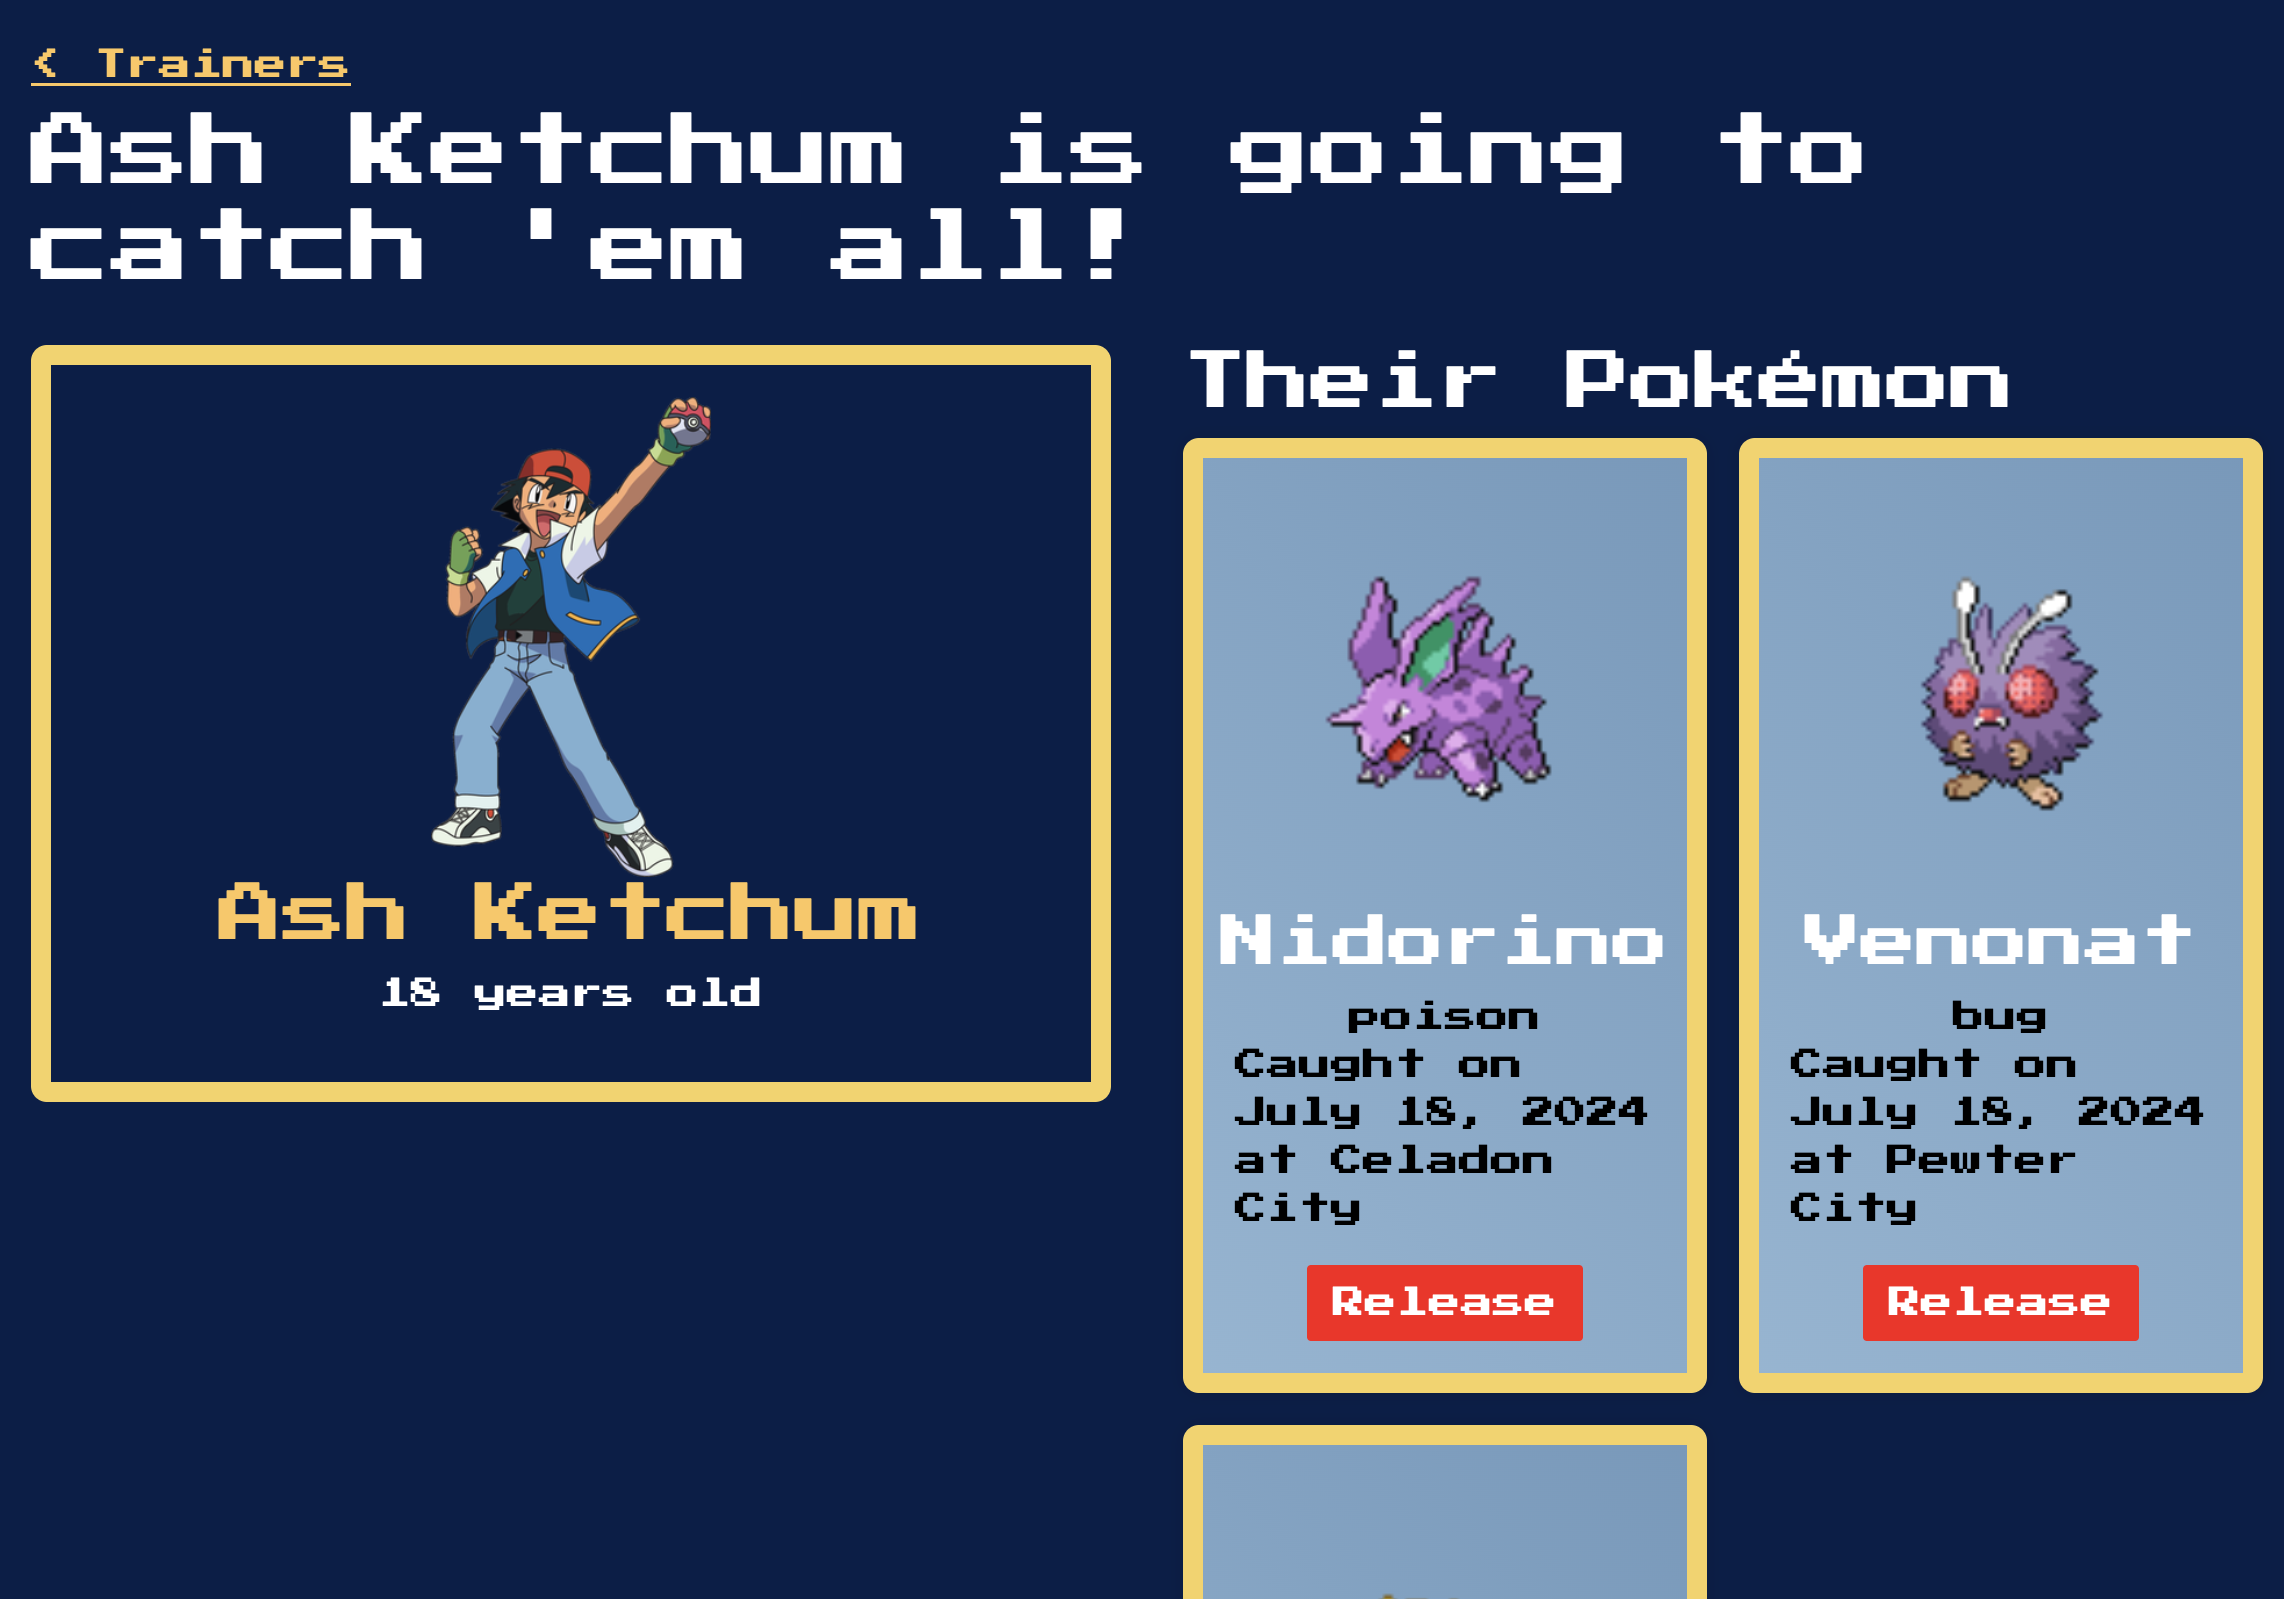 < Trainers
Ash Ketchum is going to
catch 'em all!
Ash Ketchum
18 years old
Their Pokémon
Nidorino
poison
Caught on
July 18, 2024
at Celadon
City
Release
Venonat
bug
Caught on
July 18, 2024
at Pewter
City
Release